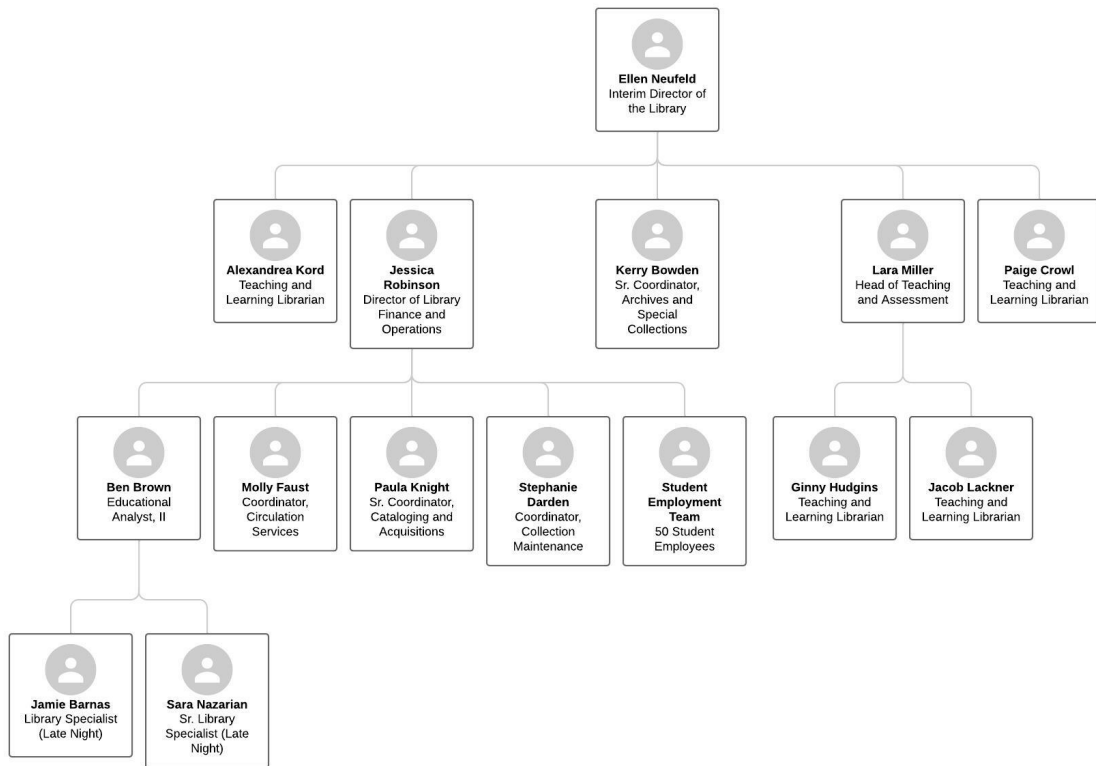 Ellen Neufeld
Interim Director of
the Library
Alexandrea Kord
Teaching and
Learning Librarian
Jessica
Robinson
Director of Library
Finance and
Operations
Kerry Bowden
Sr. Coordinator,
Archives and
Special
Collections
Lara Miller
Head of Teaching
and Assessment
Paige Crowl
Teaching and
Learning Librarian
Ben Brown
Educational
Analyst, II
Molly Faust
Coordinator,
Circulation
Services
Paula Knight
Sr. Coordinator,
Cataloging and
Acquisitions
Stephanie
Darden
Coordinator,
Collection
Maintenance
Student
Employment
Team
50 Student
Employees
Ginny Hudgins
Teaching and
Learning Librarian
Jacob Lackner
Teaching and
Learning Librarian
Jamie Barnas
Library Specialist
(Late Night)
Sara Nazarian
Sr. Library
Specialist (Late
Night)